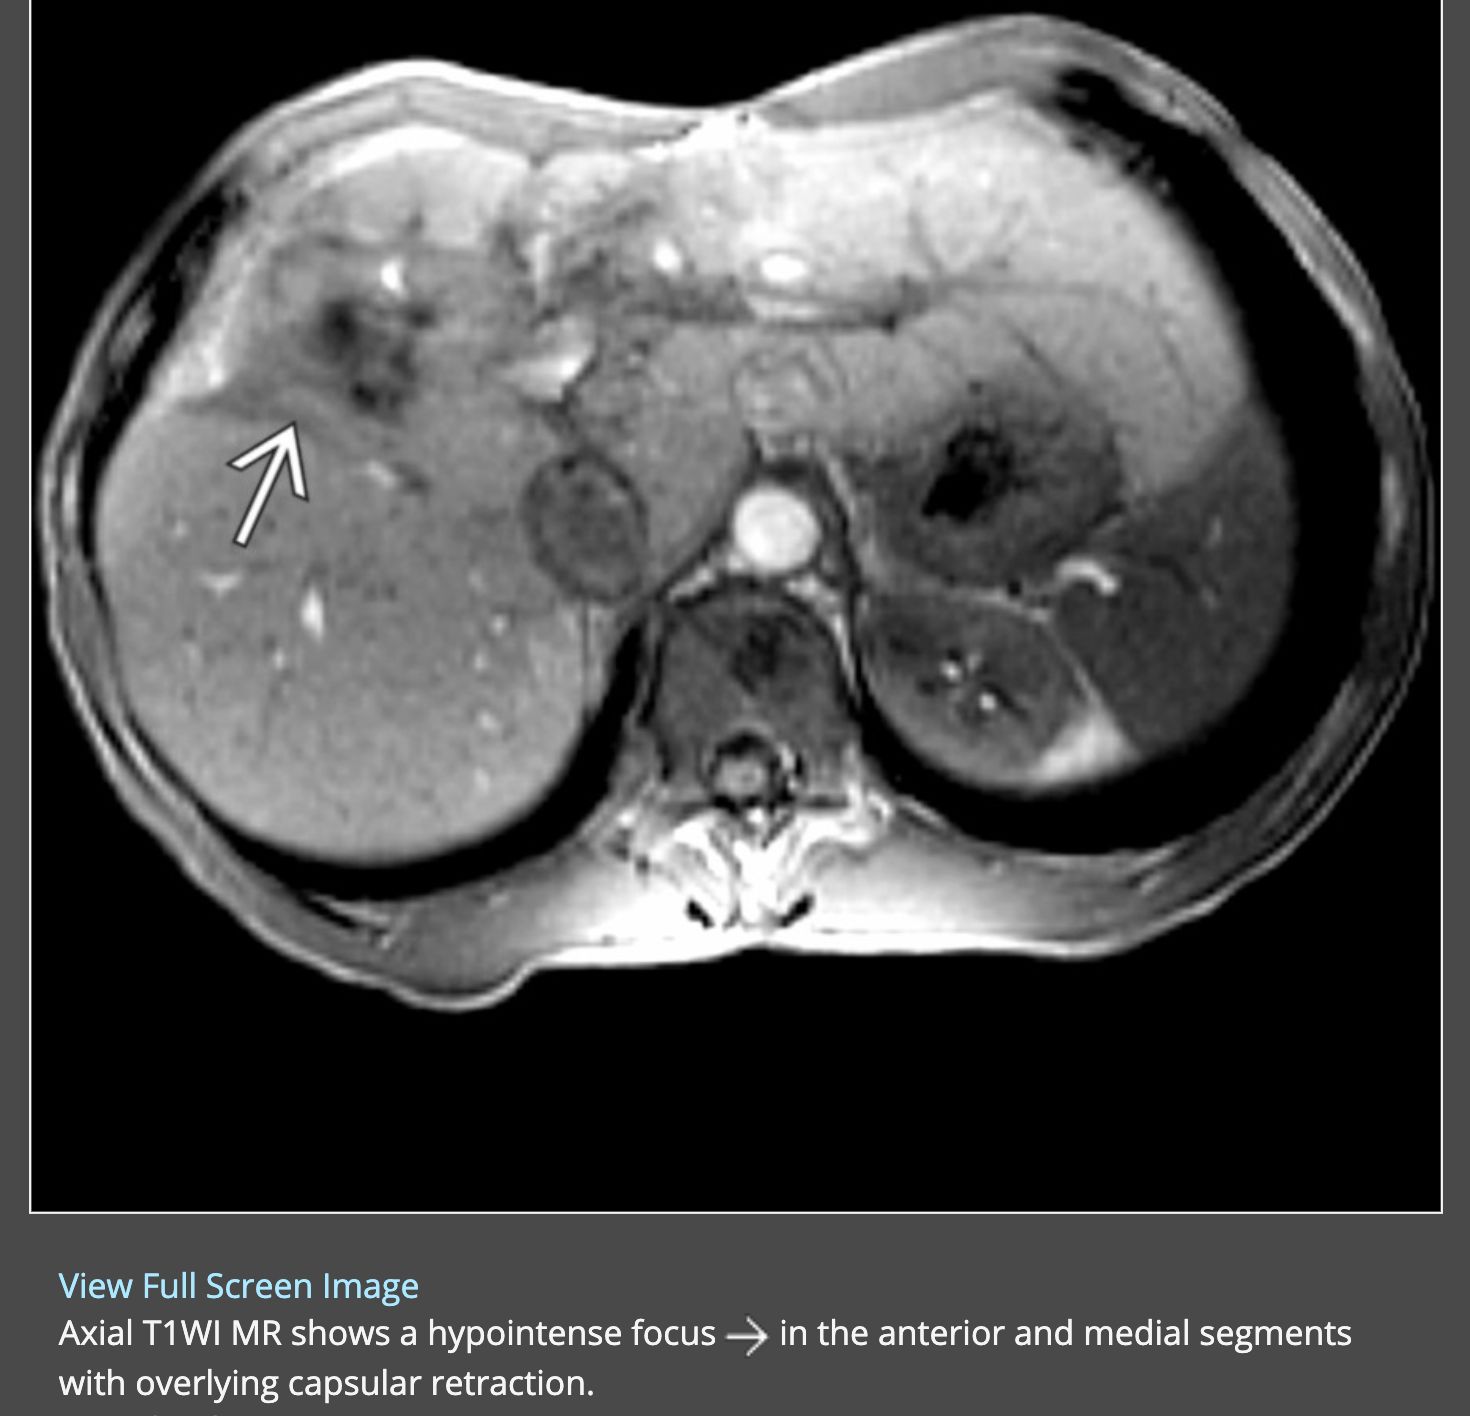 View Full Screen Image
Axial T1WI MR shows a hypointense focus → in the anterior and medial segments
with overlying capsular retraction.